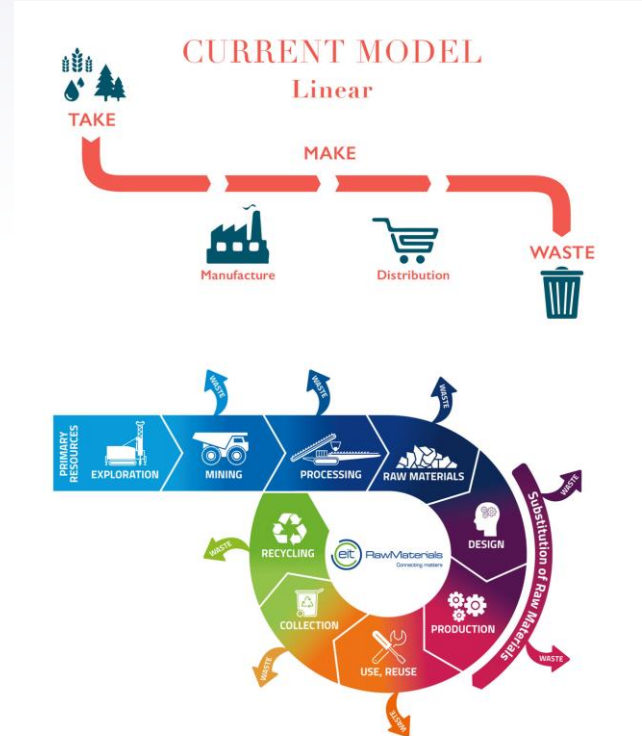 CURRENT MODEL
Linear
TAKE
MAKE
Manufacture
Distribution
WASTE
WASTE
WASTE
WASTE
PRIMARY
RESOURCES
EXPLORATION
MINING
PROCESSING
RAW MATERIALS
DESIGN
Substitution of Raw Materials
WASTE
WASTE
PRODUCTION
USE, REUSE
WASTE
COLLECTION
WASTE
RECYCLING
WASTE
eit RawMaterials
Connecting matters